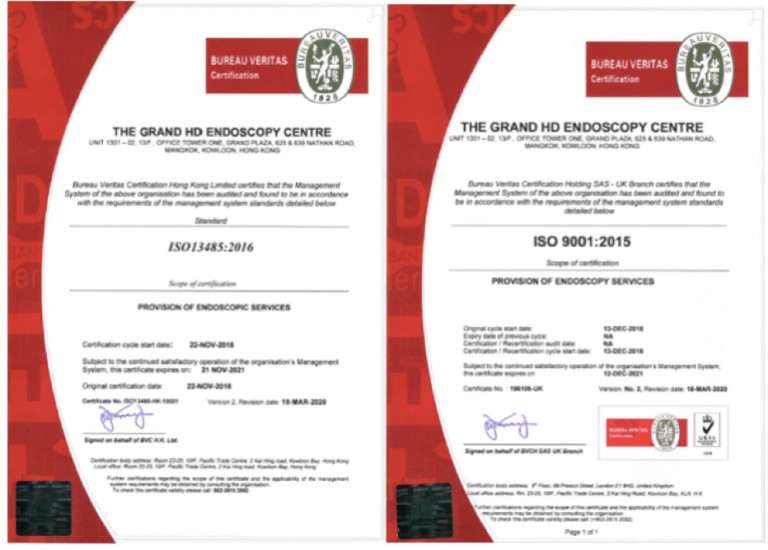 BUREAU VERITAS
Certification
BUREAU VERITAS
1828
THE GRAND HD ENDOSCOPY CENTRE
UNIT 1301 – 02, 13/F., OFFICE TOWER ONE, GRAND PLAZA, 625 & 639 NATHAN ROAD,
MANGKOK, KOWLOON, HONG KONG
Bureau Veritas Certification Hong Kong Limited certifies that the Management
System of the above organisation has been audited and found to be in accordance
with the requirements of the management system standards detailed below
Standard
ISO13485:2016
Scope of certification
PROVISION OF ENDOSCOPIC SERVICES
Certification cycle start date: 22-NOV-2018
Subject to the continued satisfactory operation of the organisation's Management
System, this certificate expires on: 21 NOV-2021
Original certification date: 22-NOV-2018
Certificate No. ISO13485-HK-10001 Version 2, Revision date: 18-MAR-2020
Signed on behalf of BVC H.K. Ltd.
Certification body address: Room 23-25, 10/F, Pacific Trade Centre, 2 Kai Hing road, Kowloon Bay, Hong Kong
Local office: Room 23-25, 10/F, Pacific Trade Centre, 2 Kai Hing road, Kowloon Bay, Hong Kong
Further clarifications regarding the scope of this certificate and the applicability of the management
system requirements may be obtained by consulting the organisation.
To check this certificate validity please call: 852-2815 2092
BUREAU VERITAS
Certification
BUREAU VERITAS
1828
THE GRAND HD ENDOSCOPY CENTRE
UNIT 1301 – 02, 13/F., OFFICE TOWER ONE, GRAND PLAZA, 625 & 639 NATHAN ROAD,
MANGKOK, KOWLOON, HONG KONG
Bureau Veritas Certification Holding SAS - UK Branch certifies that the
Management System of the above organisation has been audited and found to
be in accordance with the requirements of the management system standards
detailed below
ISO 9001:2015
Scope of certification
PROVISION OF ENDOSCOPY SERVICES
Original cycle start date: 13-DEC-2018
Expiry date of previous cycle: NA
Certification / Recertification audit date: NA
Certification / Recertification cycle start date: 13-DEC-2018
Subject to the continued satisfactory operation of the organisation's Management System,
this certificate expires on 12-DEC-2021
Certificate No. : 196106-UK Version: No. 2, Revision date: 18-MAR-2020
BUREAU VERITAS
Certification
UKAS
Signed on behalf of BVCH SAS UK Branch
Certification body address: 5th Floor, 66 Prescot Street, London E1 8HG, United Kingdom
Local office address: Rm. 23-25, 10/F, Pacific Trade Centre, 2 Kai Hing Road, Kowloon Bay, KLN, H.K.
Further clarifications regarding the scope of this certificate and the applicability of the management system
requirements may be obtained by consulting the organisation.
To check this certificate validity please call: (+852-2815 2092)
Page 1 of 1